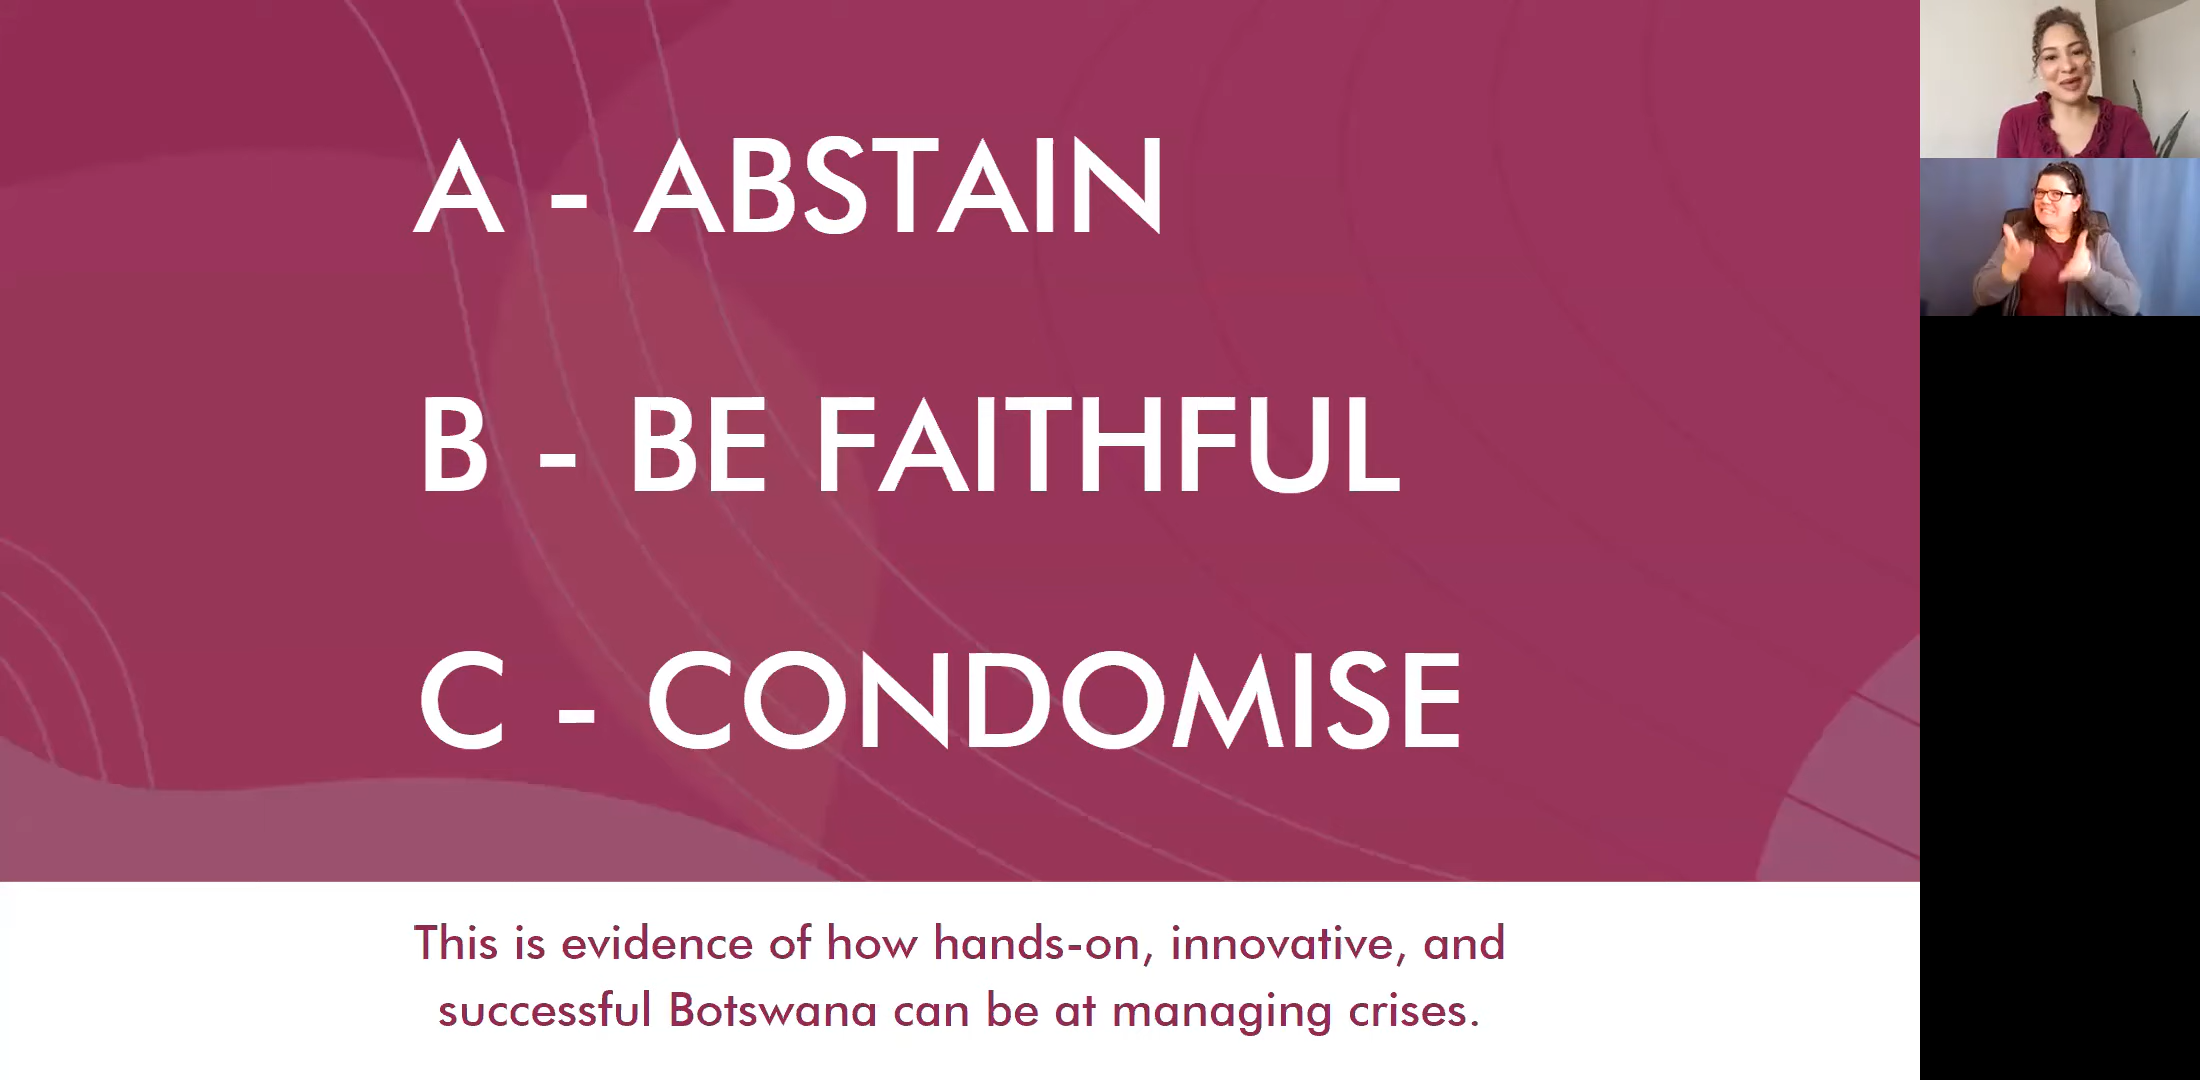 A - ABSTAIN
B - BE FAITHFUL
C - CONDOMISE
This is evidence of how hands-on, innovative, and
successful Botswana can be at managing crises.